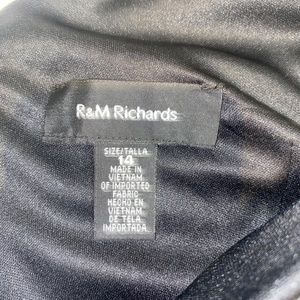 R&M Richards
SIZE/TALLA
14
MADE IN
VIETNAM
OF IMPORTED
FABRIC
HECHO EN
VIETNAM
DE TELA
IMPORTADA